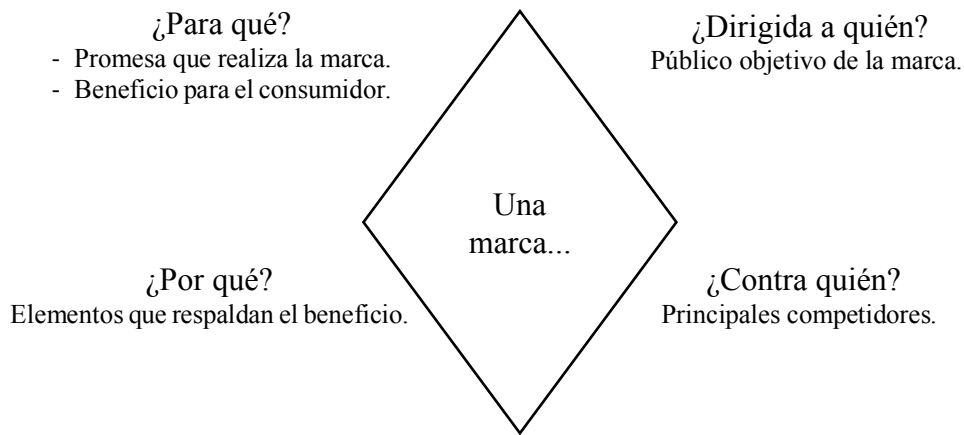 ¿Para qué?
- Promesa que realiza la marca.
- Beneficio para el consumidor.
¿Dirigida a quién?
Público objetivo de la marca.
Una
marca...
¿Por qué?
Elementos que respaldan el beneficio.
¿Contra quién?
Principales competidores.